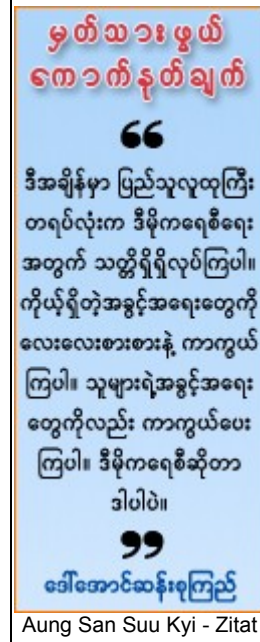 မှတ်သားဖွယ်
ကောက်နုတ်ချက်
“
ဒီအချိန်မှာ ပြည်သူလူထုကြီး
တရပ်လုံးက ဒီမိုကရေစီရေး
အတွက် သတ္တိရှိရှိလုပ်ကြပါ။
ကိုယ့်ရှိတဲ့အခွင့်အရေးတွေကို
လေးလေးစားစားနဲ့ ကာကွယ်
ကြပါ။ သူများရဲ့အခွင့်အရေး
တွေကိုလည်း ကာကွယ်ပေး
ကြပါ။ ဒီမိုကရေစီဆိုတာ
ဒါပါပဲ။
”
ဒေါ်အောင်ဆန်းစုကြည်
Aung San Suu Kyi - Zitat